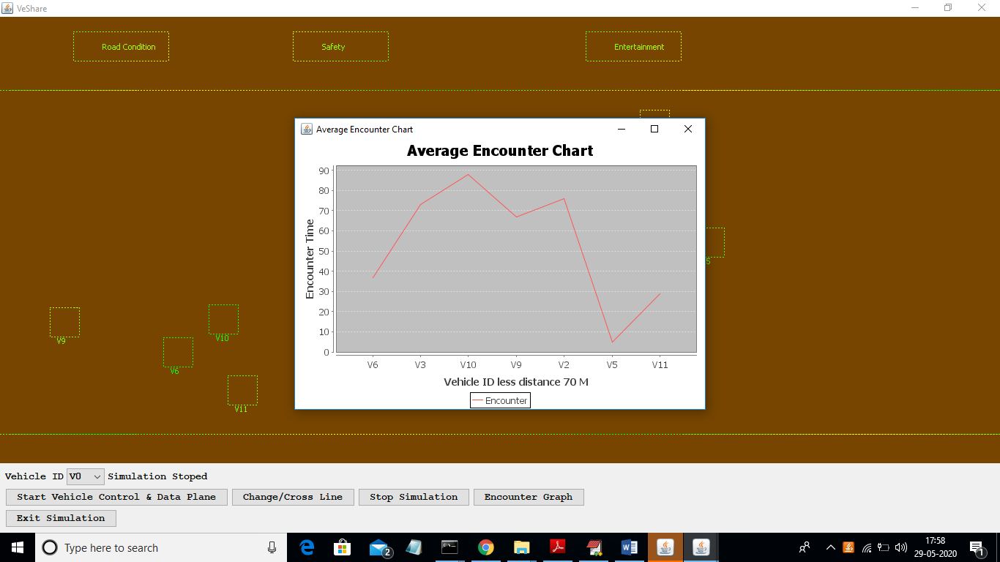 VeShare
Road Condition
Safety
Entertainment
Average Encounter Chart
Average Encounter Chart
Encounter Time
90
80
70
60
50
40
30
20
10
0
V6 V3 V10 V9 V2 V5 V11
Vehicle ID less distance 70 M
Encounter
5
V9
V10
V6
V11
Vehicle ID V0 Simulation Stoped
Start Vehicle Control & Data Plane Change/Cross Line Stop Simulation Encounter Graph
Exit Simulation
Type here to search
2
17:58
29-05-2020
1